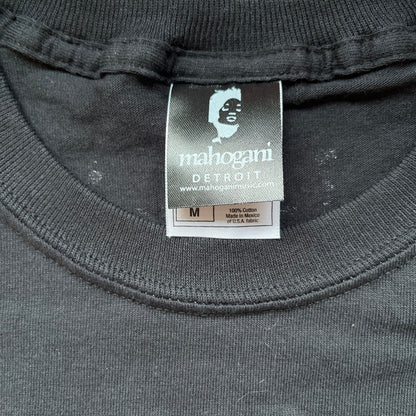 mahogani
DETROIT
www.mahoganimusic.com
M
100% Cotton
Made in Mexico
of U.S.A. fabric